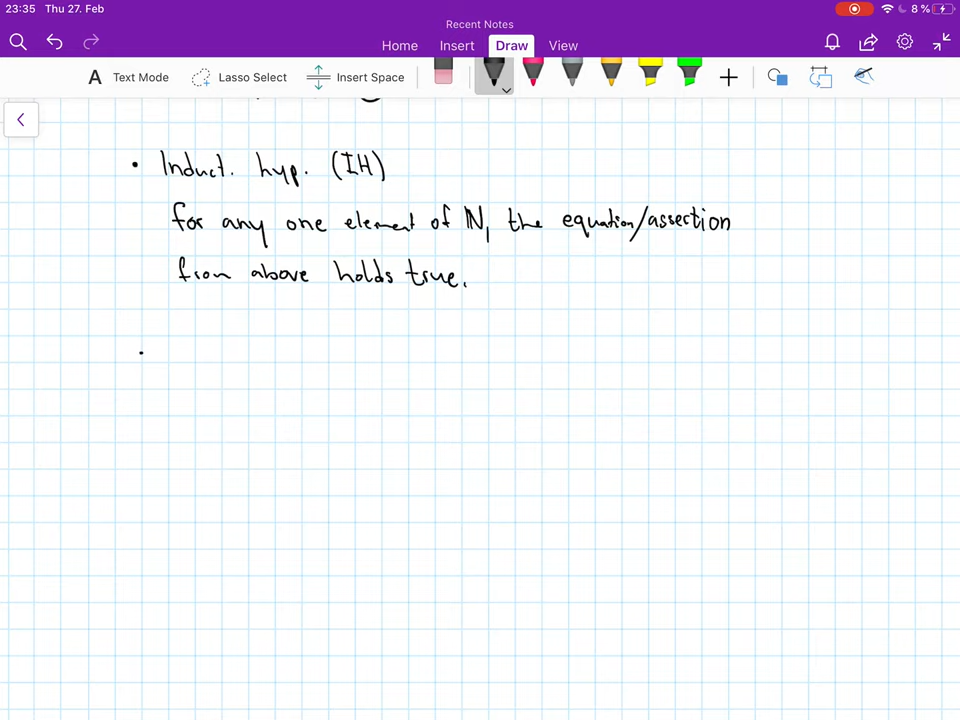 23:35 Thu 27. Feb
8 %
Recent Notes
Home Insert Draw View
Text Mode Lasso Select Insert Space
• Induct. hyp. (IH)
for any one element of ℕ, the equation/assertion
from above holds true.